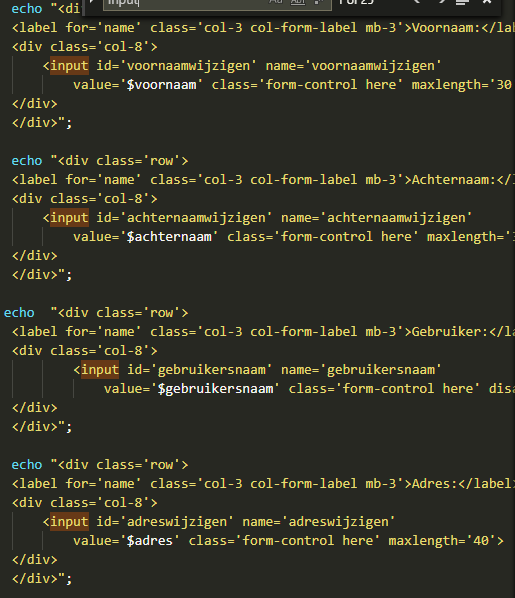 input
echo "<di
<label for='name' class='col-3 col-form-label mb-3'>Voornaam:</la
<div class='col-8'>
<input id='voornaamwijzigen' name='voornaamwijzigen'
value='$voornaam' class='form-control here' maxlength='30
</div>
</div>";
echo "<div class='row'>
<label for='name' class='col-3 col-form-label mb-3'>Achternaam:</l
<div class='col-8'>
<input id='achternaamwijzigen' name='achternaamwijzigen'
value='$achternaam' class='form-control here' maxlength='3
</div>
</div>";
echo "<div class='row'>
<label for='name' class='col-3 col-form-label mb-3'>Gebruiker:</la
<div class='col-8'>
<input id='gebruikersnaam' name='gebruikersnaam'
value='$gebruikersnaam' class='form-control here' disa
</div>
</div>";
echo "<div class='row'>
<label for='name' class='col-3 col-form-label mb-3'>Adres:</label>
<div class='col-8'>
<input id='adreswijzigen' name='adreswijzigen'
value='$adres' class='form-control here' maxlength='40'>
</div>
</div>";